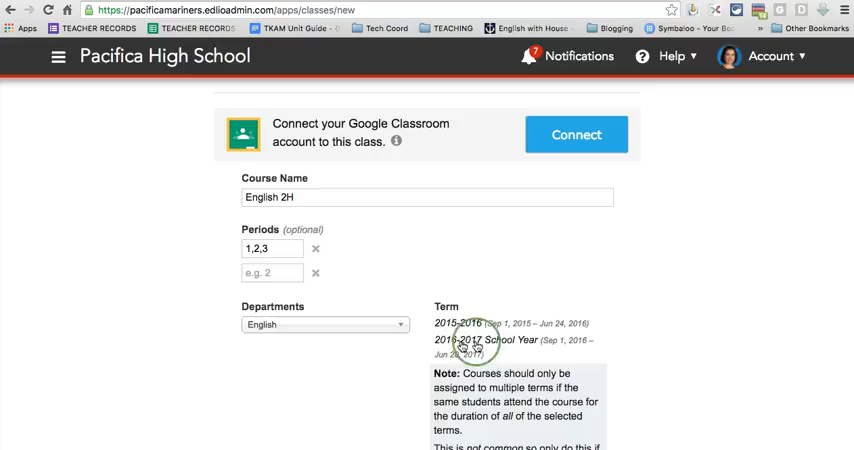 https://pacificamariners.edlioadmin.com/apps/classes/new
Apps TEACHER RECORDS TEACHER RECORDS TKAM Unit Guide - G Tech Coord TEACHING English with House Blogging Symbaloo - Your Boo » Other Bookmarks
Pacifica High School 7 Notifications ? Help ▼ Account ▼
Connect your Google Classroom
account to this class. i
Connect
Course Name
English 2H
Periods (optional)
1,2,3
e.g. 2
Departments
English
Term
2015-2016 (Sep 1, 2015 – Jun 24, 2016)
2016-2017 School Year (Sep 1, 2016 –
Jun 20, 2017)
Note: Courses should only be
assigned to multiple terms if the
same students attend the course for
the duration of all of the selected
terms.
This is not common so only do this if